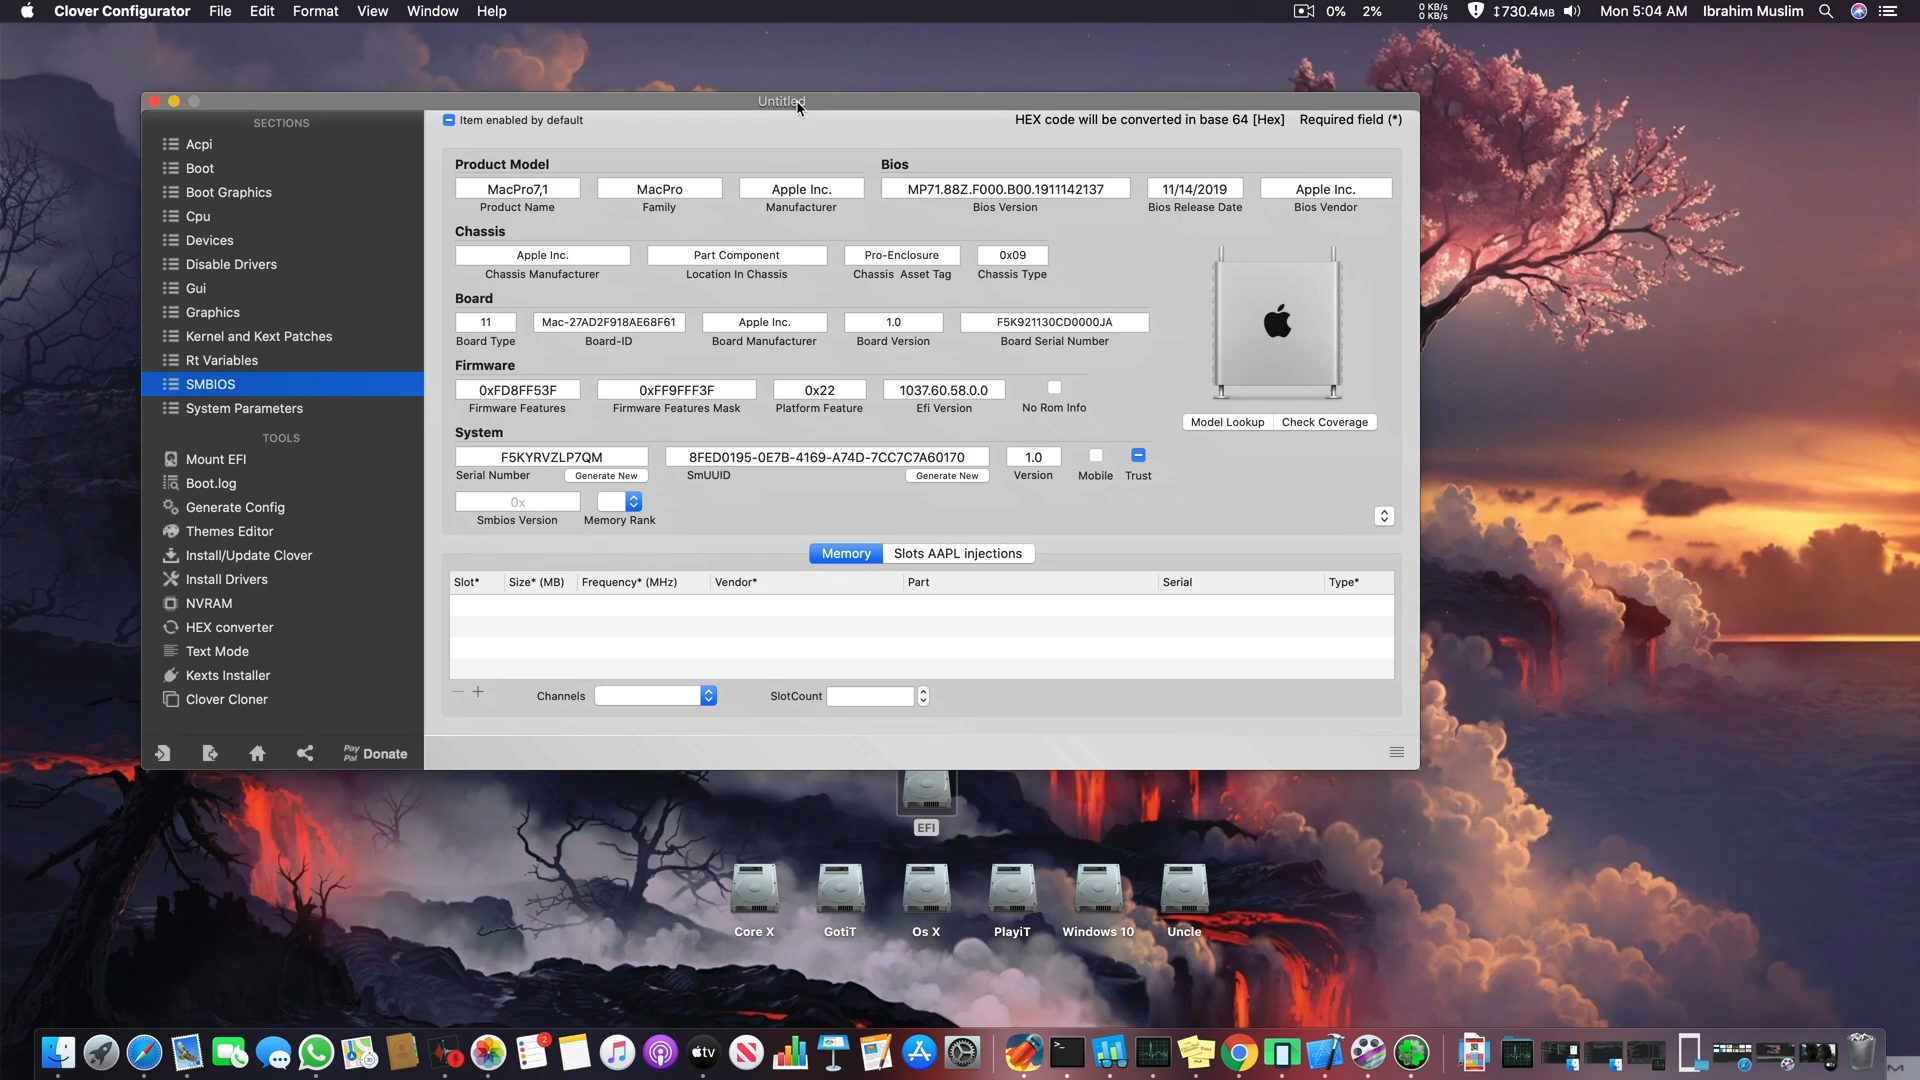 Clover Configurator File Edit Format View Window Help 0% 2% 0 KB/s 0 KB/s 730.4MB Mon 5:04 AM Ibrahim Muslim
Untitled
SECTIONS
Acpi
Boot
Boot Graphics
Cpu
Devices
Disable Drivers
Gui
Graphics
Kernel and Kext Patches
Rt Variables
SMBIOS
System Parameters
TOOLS
Mount EFI
Boot.log
Generate Config
Themes Editor
Install/Update Clover
Install Drivers
NVRAM
HEX converter
Text Mode
Kexts Installer
Clover Cloner
Pay Pal Donate
Item enabled by default HEX code will be converted in base 64 [Hex] Required field (*)
Product Model Bios
MacPro7,1 MacPro Apple Inc. MP71.88Z.F000.B00.1911142137 11/14/2019 Apple Inc.
Product Name Family Manufacturer Bios Version Bios Release Date Bios Vendor
Chassis
Apple Inc. Part Component Pro-Enclosure 0x09
Chassis Manufacturer Location In Chassis Chassis Asset Tag Chassis Type
Board
11 Mac-27AD2F918AE68F61 Apple Inc. 1.0 F5K921130CD0000JA
Board Type Board-ID Board Manufacturer Board Version Board Serial Number
Firmware
0xFD8FF53F 0xFF9FFF3F 0x22 1037.60.58.0.0
Firmware Features Firmware Features Mask Platform Feature Efi Version No Rom Info
Model Lookup Check Coverage
System
F5KYRVZLP7QM 8FED0195-0E7B-4169-A74D-7CC7C7A60170 1.0
Serial Number Generate New SmUUID Generate New Version Mobile Trust
0x
Smbios Version Memory Rank
Memory Slots AAPL injections
Slot* Size* (MB) Frequency* (MHz) Vendor* Part Serial Type*
Channels SlotCount
EFI
Core X GotiT Os X PlayiT Windows 10 Uncle
2 tv